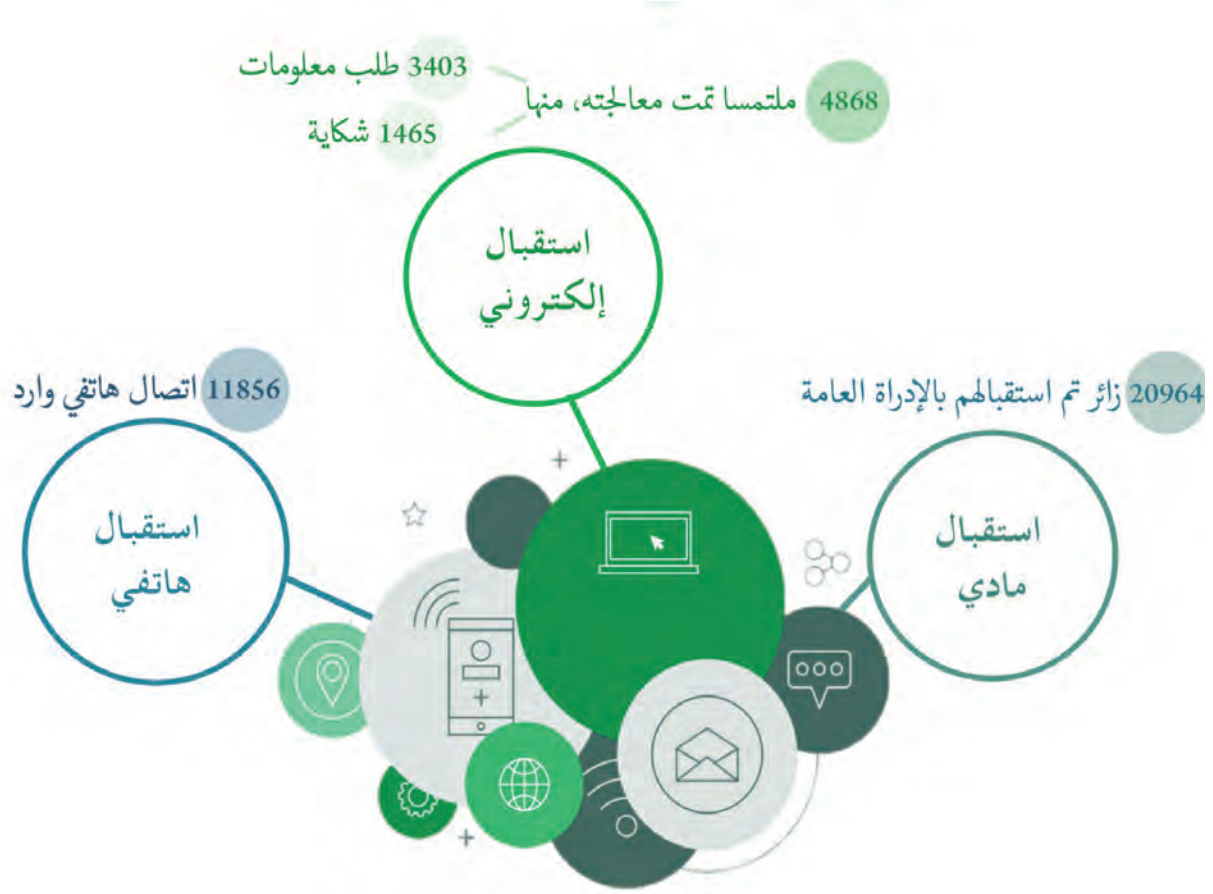 4868 ملتمسا تمت معالجته، منها
3403 طلب معلومات
1465 شكاية
استقبال
إلكتروني
20964 زائر تم استقبالهم بالإدراة العامة
استقبال
مادي
11856 اتصال هاتفي وارد
استقبال
هاتفي